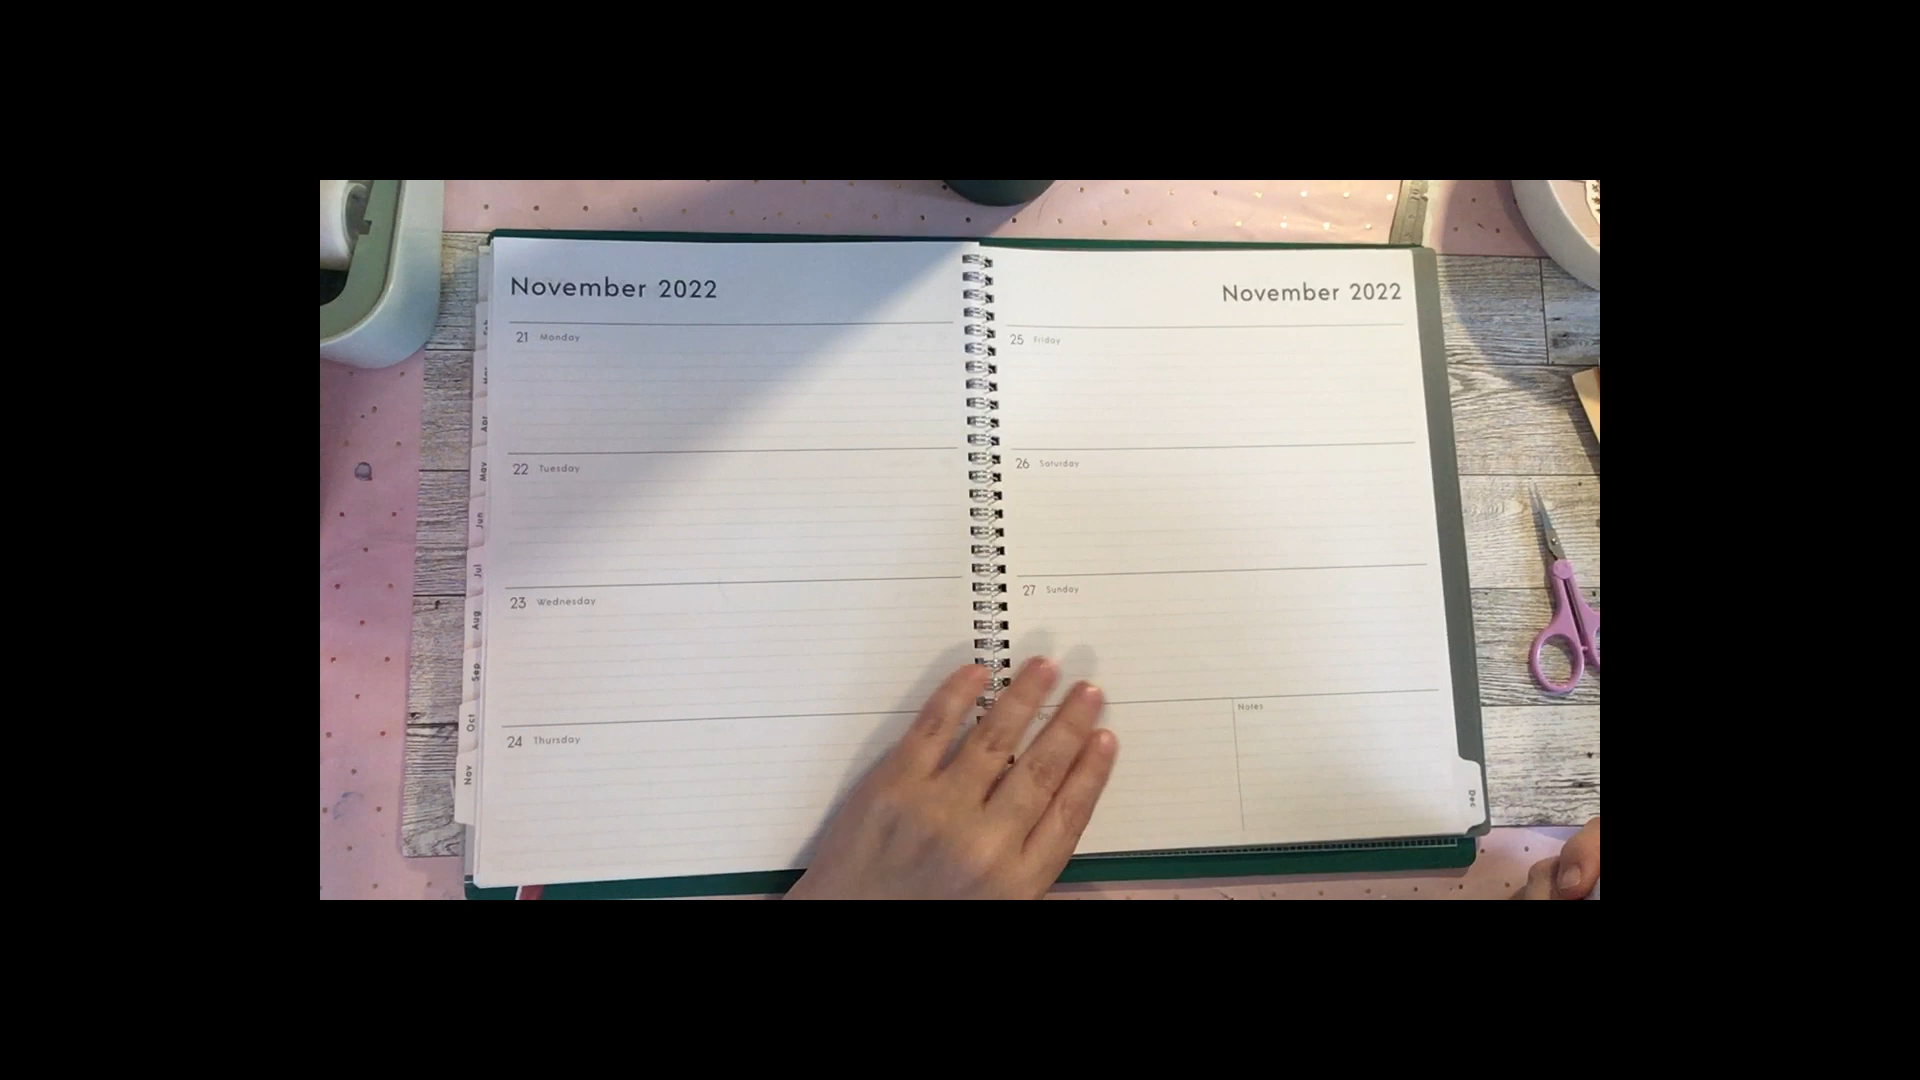 November 2022
21 Monday
22 Tuesday
23 Wednesday
24 Thursday
November 2022
25 Friday
26 Saturday
27 Sunday
Notes
Apr
May
Jun
Jul
Aug
Sep
Oct
Nov
Dec